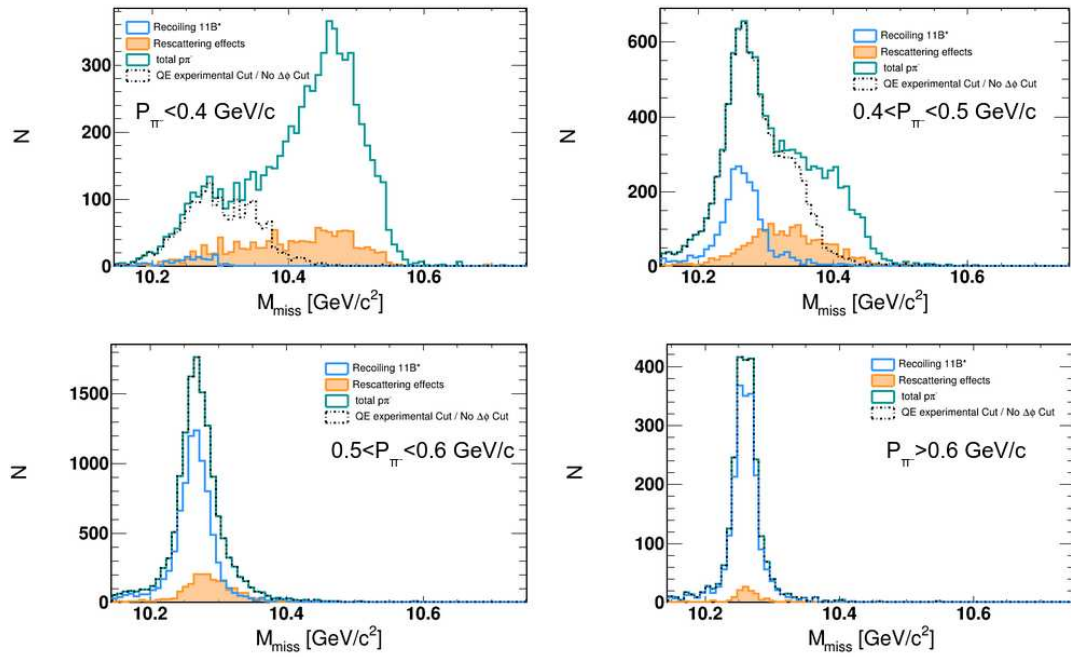 Recoiling 11B*
Rescattering effects
total pπ⁻
QE experimental Cut / No Δφ Cut
P_π⁻<0.4 GeV/c
N
300
200
100
0
10.2 10.4 10.6
M_miss [GeV/c²]
Recoiling 11B*
Rescattering effects
total pπ⁻
QE experimental Cut / No Δφ Cut
0.4<P_π⁻<0.5 GeV/c
N
600
400
200
0
10.2 10.4 10.6
M_miss [GeV/c²]
Recoiling 11B*
Rescattering effects
total pπ⁻
QE experimental Cut / No Δφ Cut
0.5<P_π⁻<0.6 GeV/c
N
1500
1000
500
0
10.2 10.4 10.6
M_miss [GeV/c²]
Recoiling 11B*
Rescattering effects
total pπ⁻
QE experimental Cut / No Δφ Cut
P_π⁻>0.6 GeV/c
N
400
300
200
100
0
10.2 10.4 10.6
M_miss [GeV/c²]